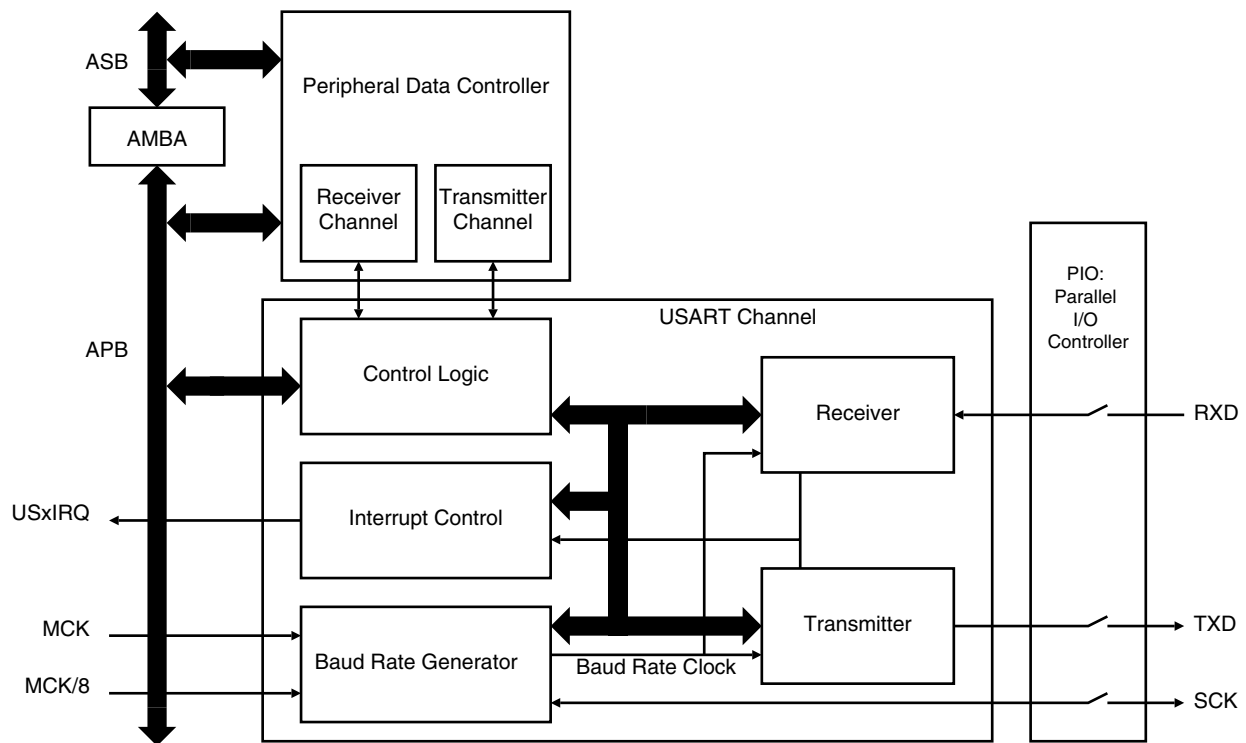 ASB
Peripheral Data Controller
AMBA
Receiver
Channel
Transmitter
Channel
PIO:
Parallel
I/O
Controller
USART Channel
APB
Control Logic
Receiver
RXD
USxIRQ
Interrupt Control
MCK
Transmitter
TXD
Baud Rate Generator
Baud Rate Clock
MCK/8
SCK